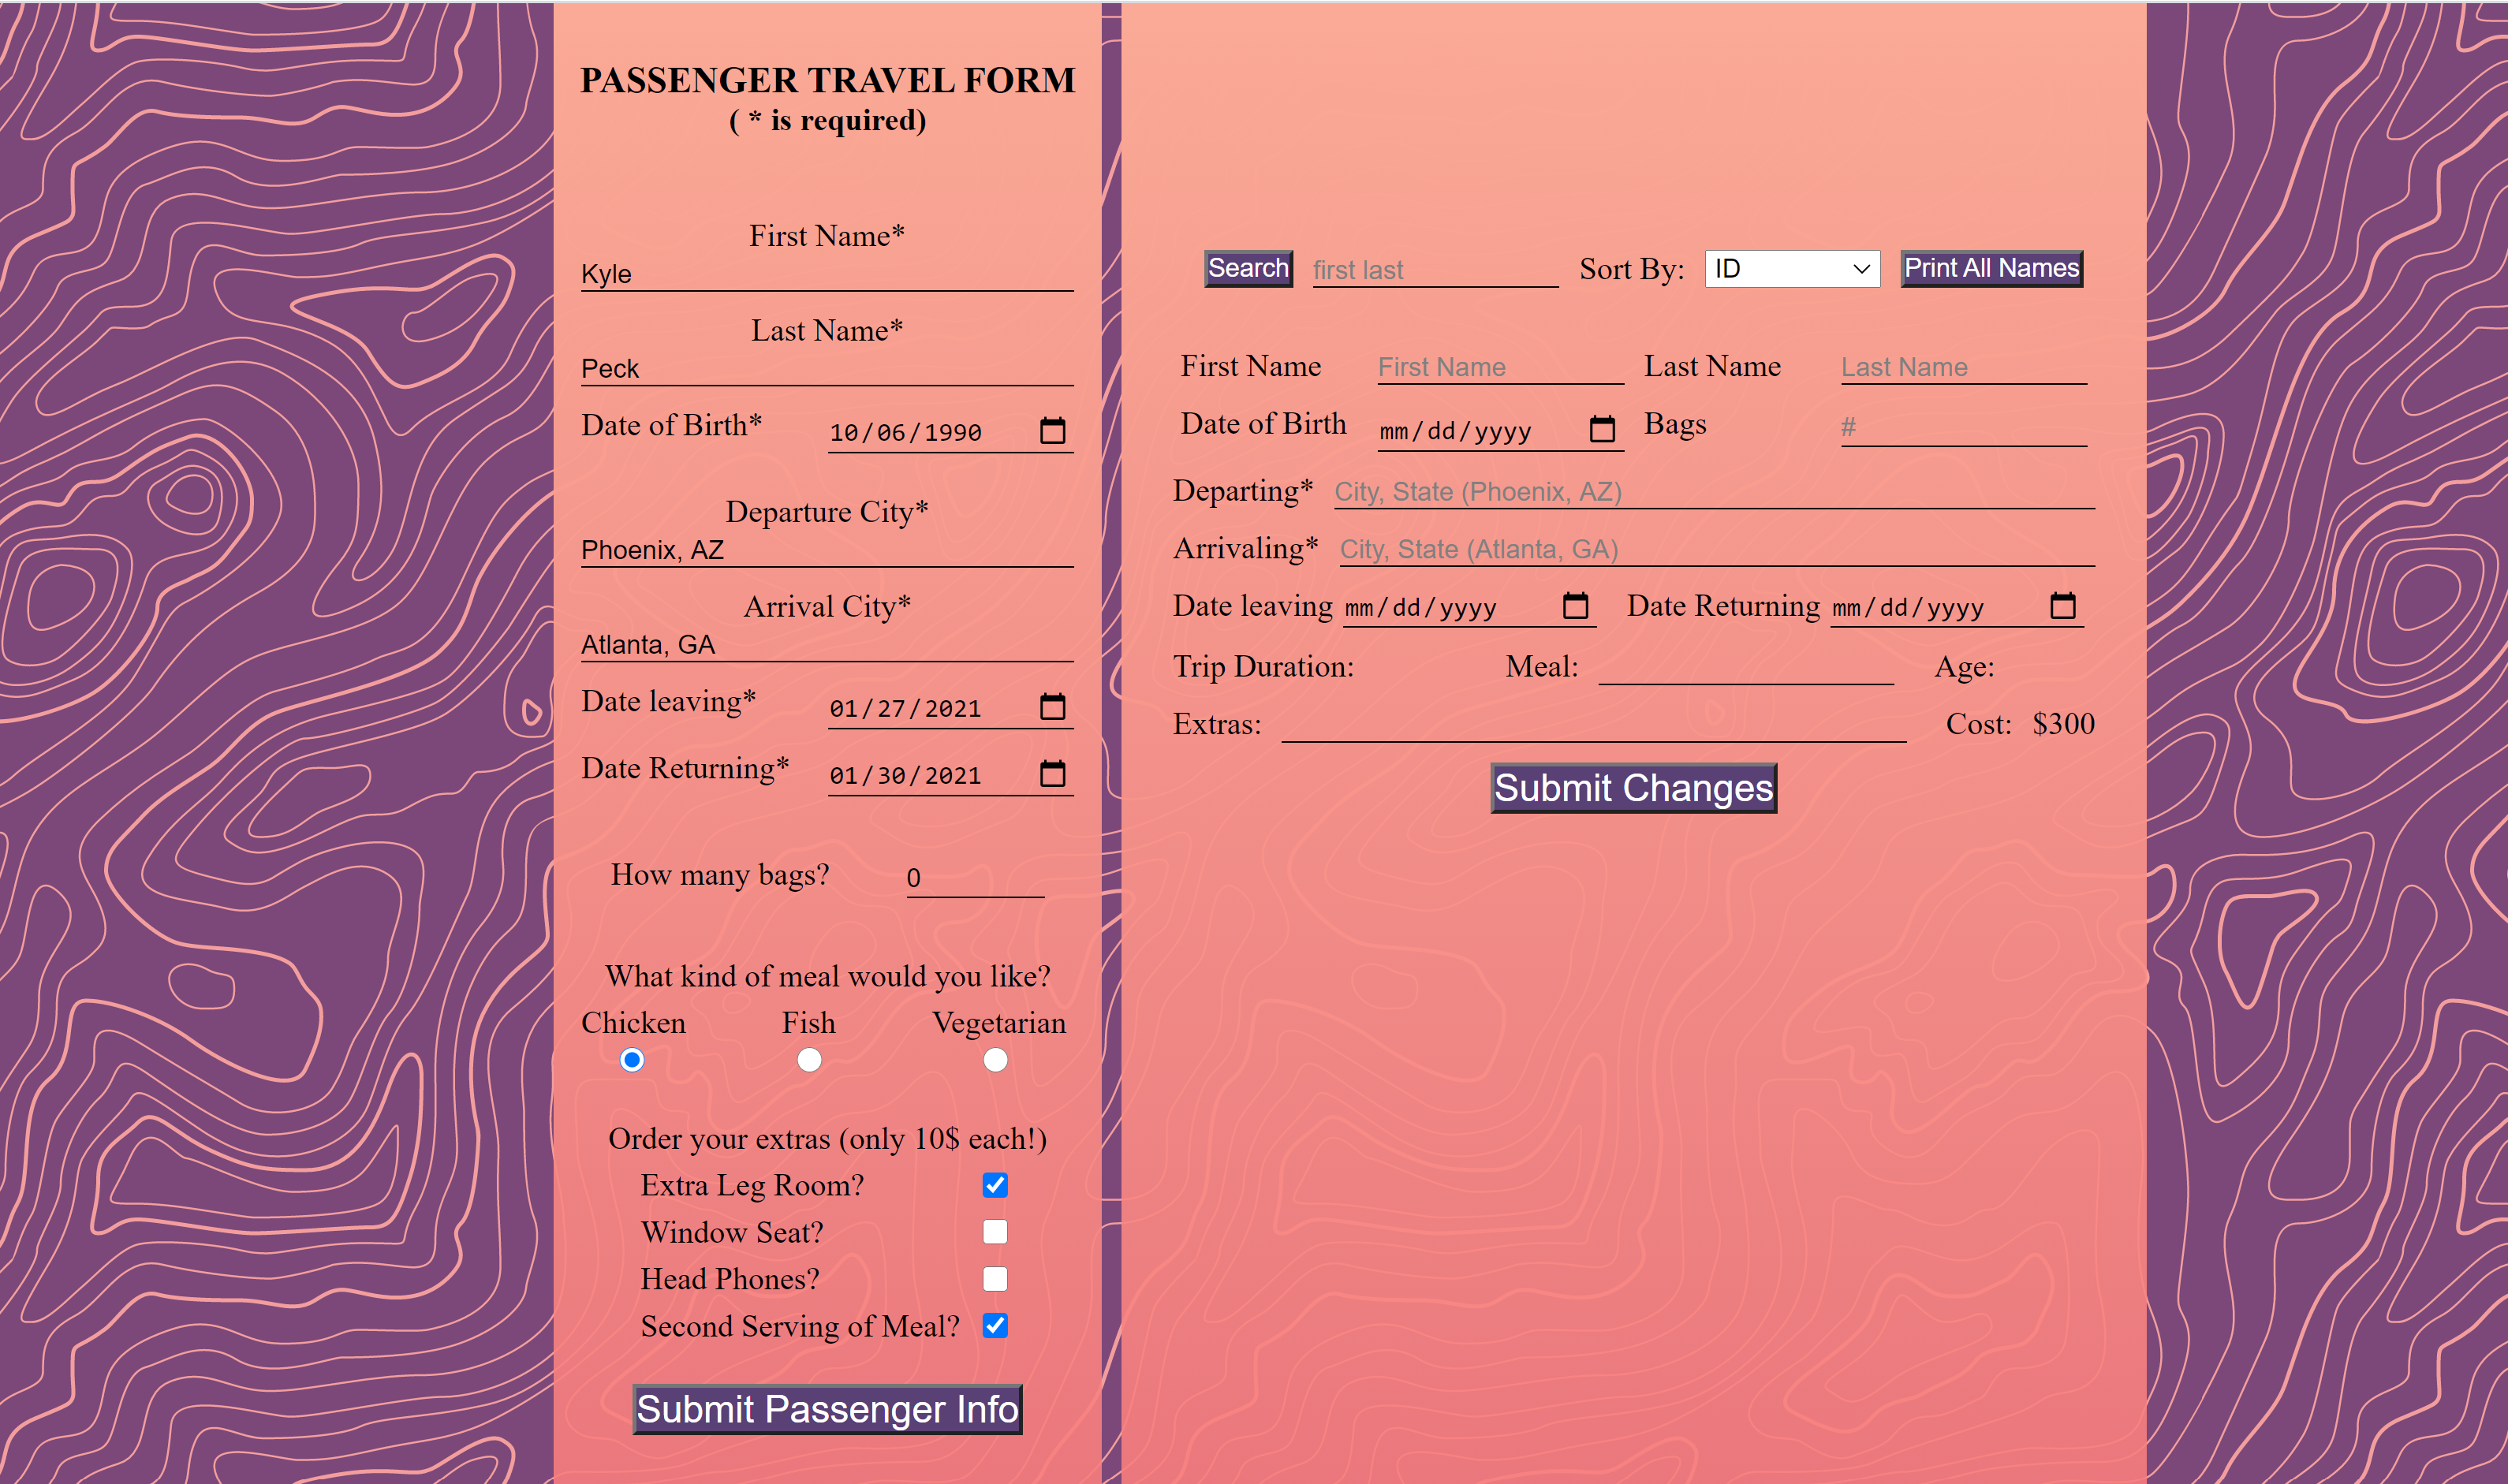 PASSENGER TRAVEL FORM
( * is required)
First Name*
Kyle
Last Name*
Peck
Date of Birth* 10/06/1990
Departure City*
Phoenix, AZ
Arrival City*
Atlanta, GA
Date leaving* 01/27/2021
Date Returning* 01/30/2021
How many bags? 0
What kind of meal would you like?
Chicken Fish Vegetarian
Order your extras (only 10$ each!)
Extra Leg Room?
Window Seat?
Head Phones?
Second Serving of Meal?
Submit Passenger Info
Search first last Sort By: ID Print All Names
First Name First Name Last Name Last Name
Date of Birth mm/dd/yyyy Bags #
Departing* City, State (Phoenix, AZ)
Arrivaling* City, State (Atlanta, GA)
Date leaving mm/dd/yyyy Date Returning mm/dd/yyyy
Trip Duration: Meal: Age:
Extras: Cost: $300
Submit Changes